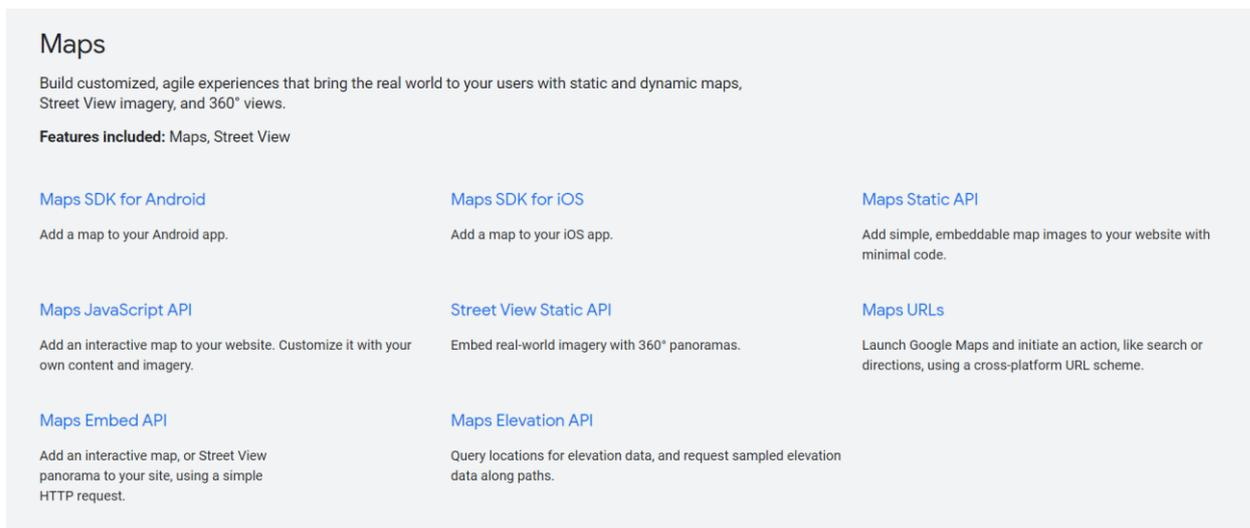 Maps
Build customized, agile experiences that bring the real world to your users with static and dynamic maps,
Street View imagery, and 360° views.
Features included: Maps, Street View
Maps SDK for Android
Add a map to your Android app.
Maps SDK for iOS
Add a map to your iOS app.
Maps Static API
Add simple, embeddable map images to your website with
minimal code.
Maps JavaScript API
Add an interactive map to your website. Customize it with your
own content and imagery.
Street View Static API
Embed real-world imagery with 360° panoramas.
Maps URLs
Launch Google Maps and initiate an action, like search or
directions, using a cross-platform URL scheme.
Maps Embed API
Add an interactive map, or Street View
panorama to your site, using a simple
HTTP request.
Maps Elevation API
Query locations for elevation data, and request sampled elevation
data along paths.